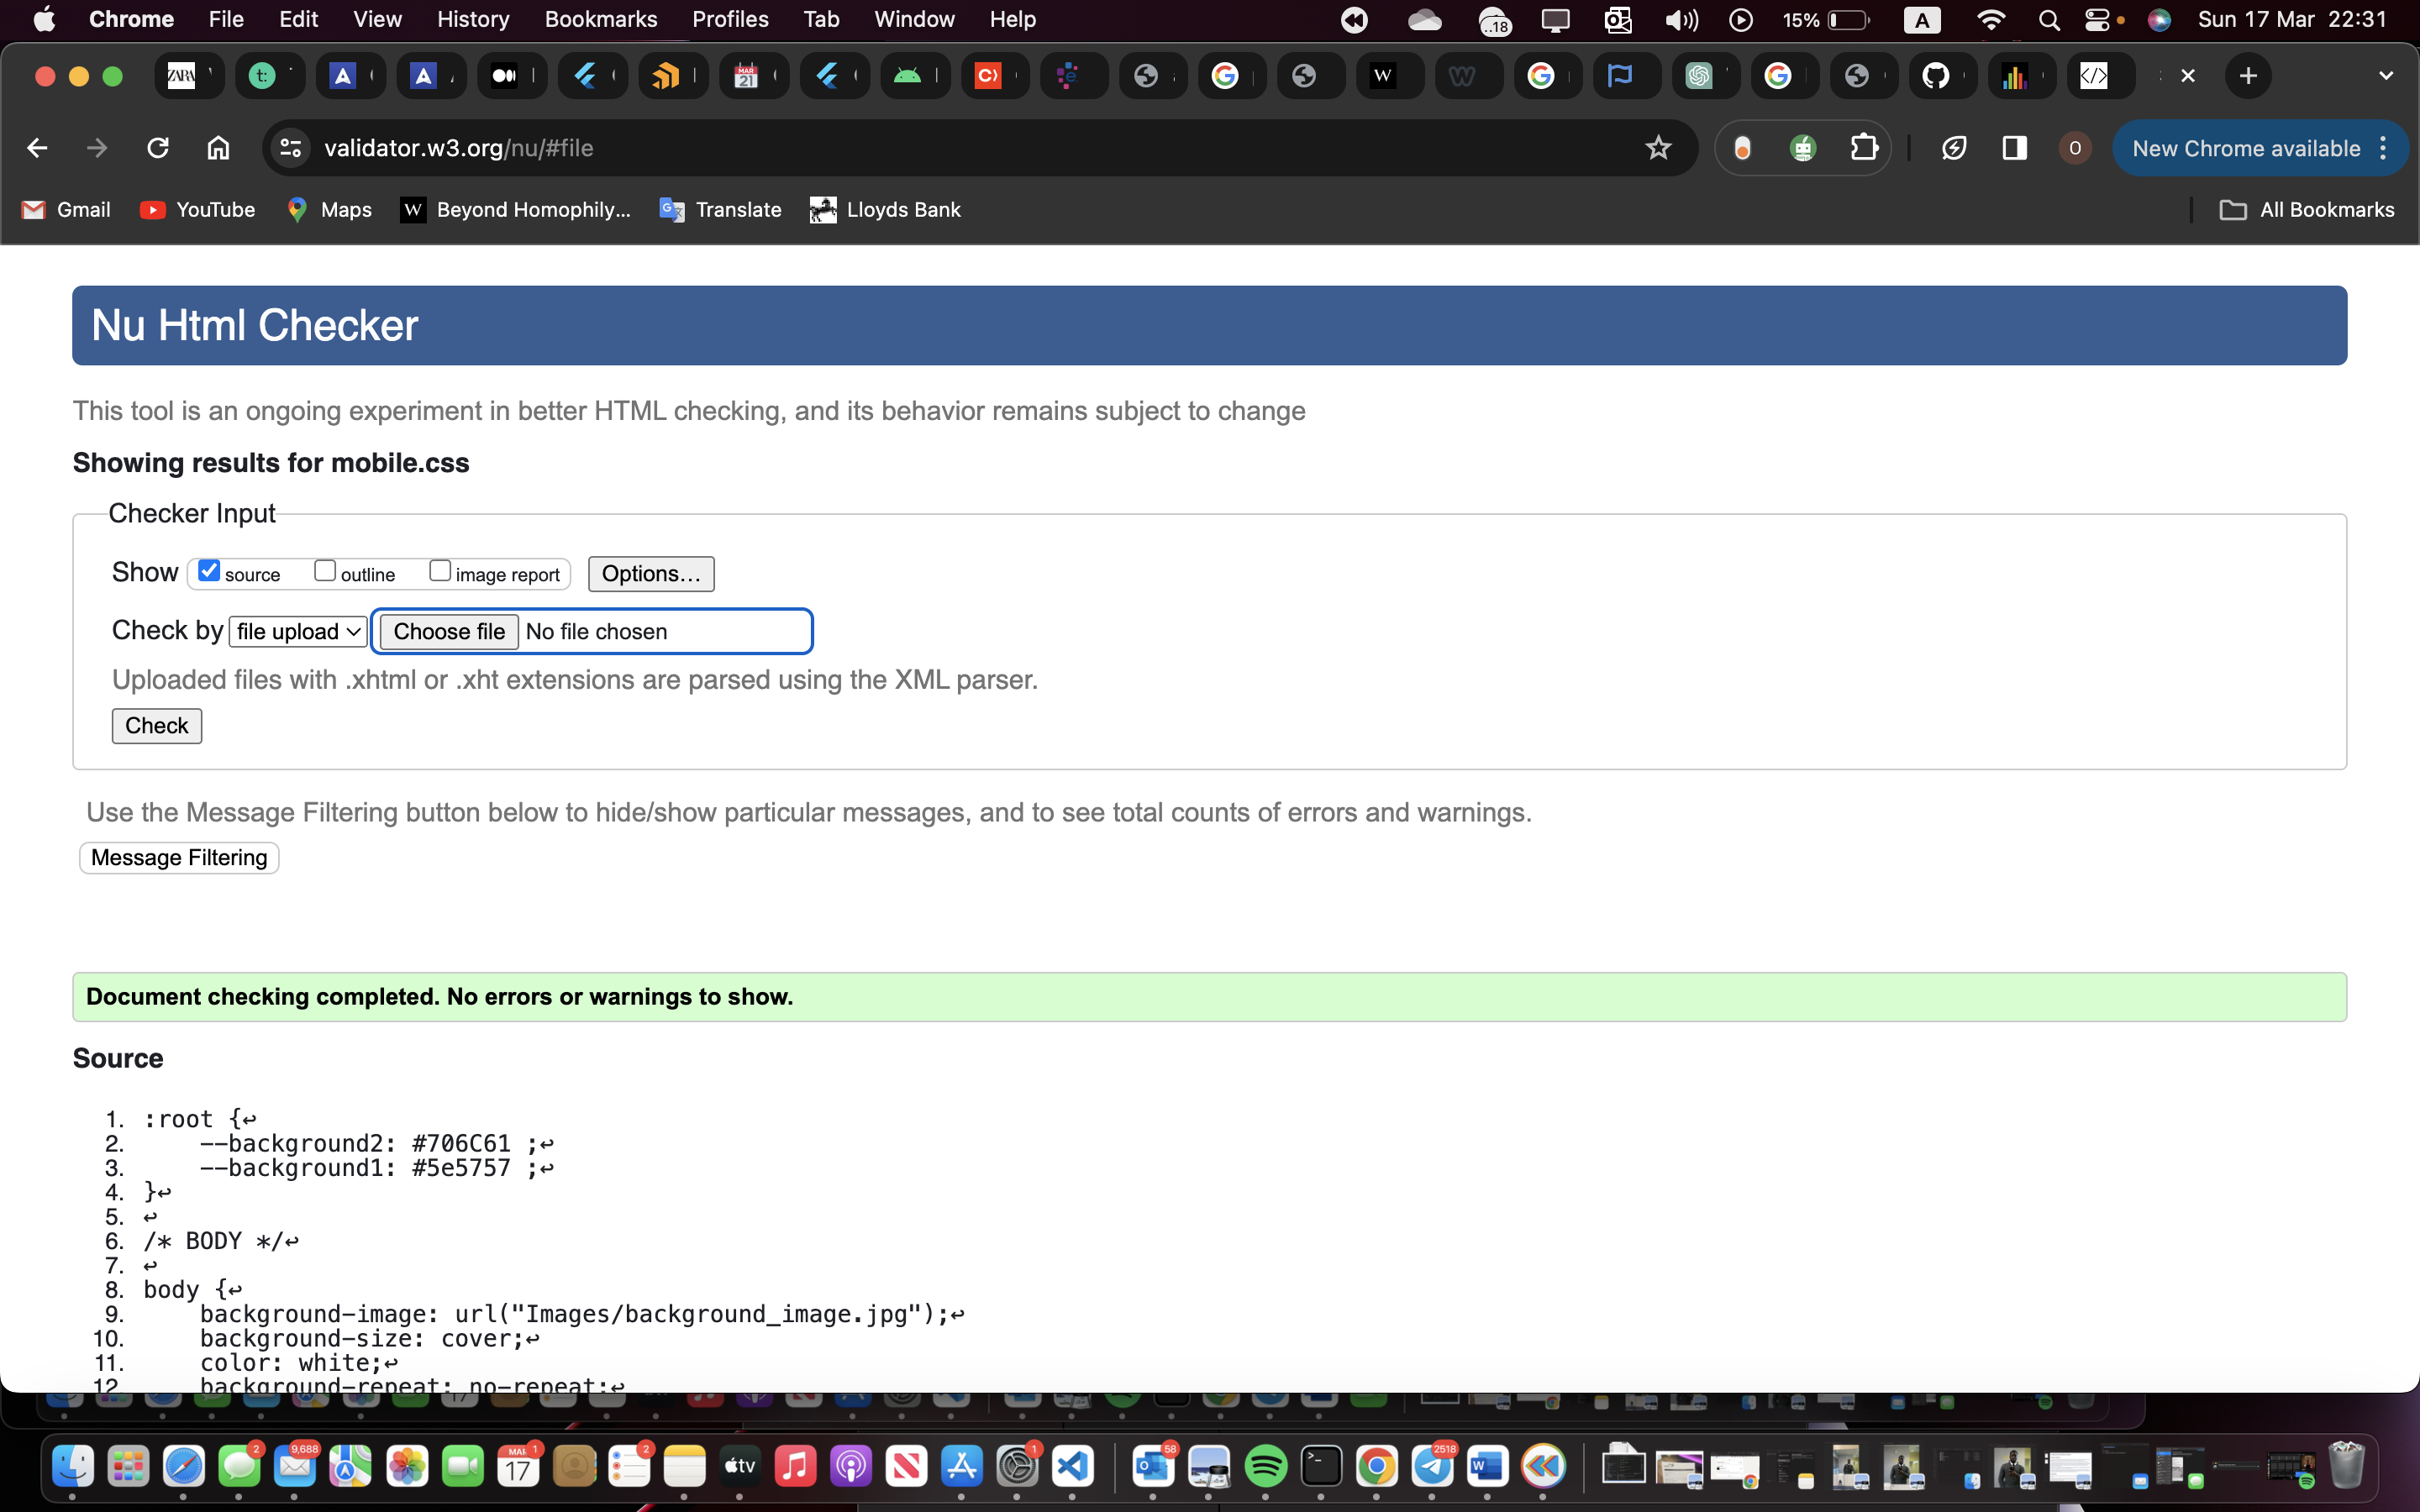 Chrome File Edit View History Bookmarks Profiles Tab Window Help ..18 15% A Sun 17 Mar 22:31
ZARA t: MAR 21 W
validator.w3.org/nu/#file O New Chrome available
Gmail YouTube Maps W Beyond Homophily... Translate Lloyds Bank All Bookmarks
Nu Html Checker
This tool is an ongoing experiment in better HTML checking, and its behavior remains subject to change
Showing results for mobile.css
Checker Input
Show source outline image report Options...
Check by file upload Choose file No file chosen
Uploaded files with .xhtml or .xht extensions are parsed using the XML parser.
Check
Use the Message Filtering button below to hide/show particular messages, and to see total counts of errors and warnings.
Message Filtering
Document checking completed. No errors or warnings to show.
Source
1. :root {↩
2. --background2: #706C61 ;↩
3. --background1: #5e5757 ;↩
4. }↩
5. ↩
6. /* BODY */↩
7. ↩
8. body {↩
9. background-image: url("Images/background_image.jpg");↩
10. background-size: cover;↩
11. color: white;↩
12. background-repeat: no-repeat;↩
2 9,688 MAR 1 17 2 tv 1 58 2518